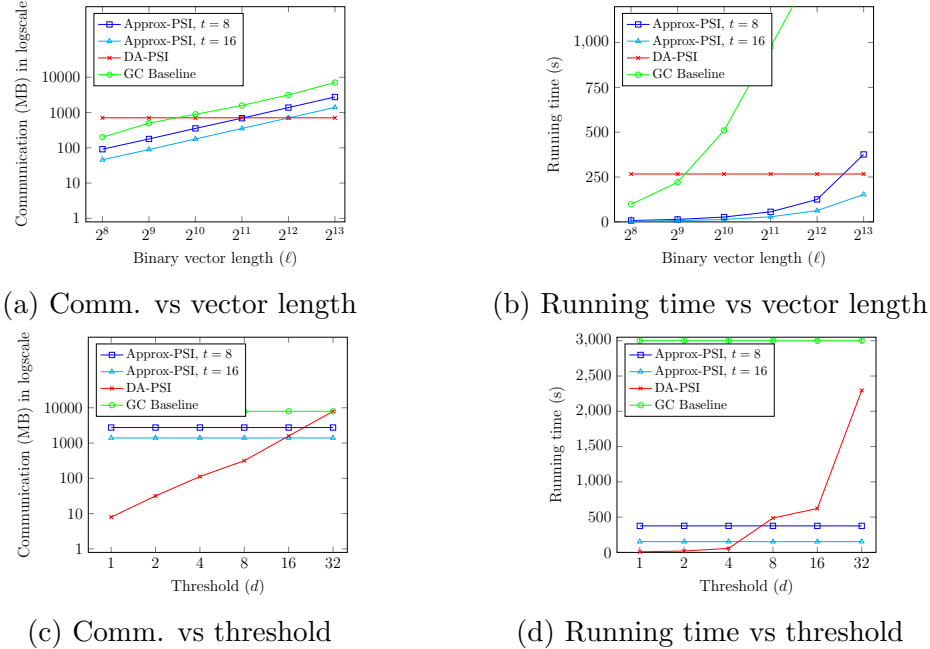 Communication (MB) in logscale
10000
1000
100
10
1
Approx-PSI, t = 8
Approx-PSI, t = 16
DA-PSI
GC Baseline
2^8 2^9 2^10 2^11 2^12 2^13
Binary vector length (ℓ)
(a) Comm. vs vector length
Running time (s)
1,000
750
500
250
0
Approx-PSI, t = 8
Approx-PSI, t = 16
DA-PSI
GC Baseline
2^8 2^9 2^10 2^11 2^12 2^13
Binary vector length (ℓ)
(b) Running time vs vector length
Communication (MB) in logscale
10000
1000
100
10
1
Approx-PSI, t = 8
Approx-PSI, t = 16
DA-PSI
GC Baseline
1 2 4 8 16 32
Threshold (d)
(c) Comm. vs threshold
Running time (s)
3,000
2,500
2,000
1,500
1,000
500
0
Approx-PSI, t = 8
Approx-PSI, t = 16
DA-PSI
GC Baseline
1 2 4 8 16 32
Threshold (d)
(d) Running time vs threshold